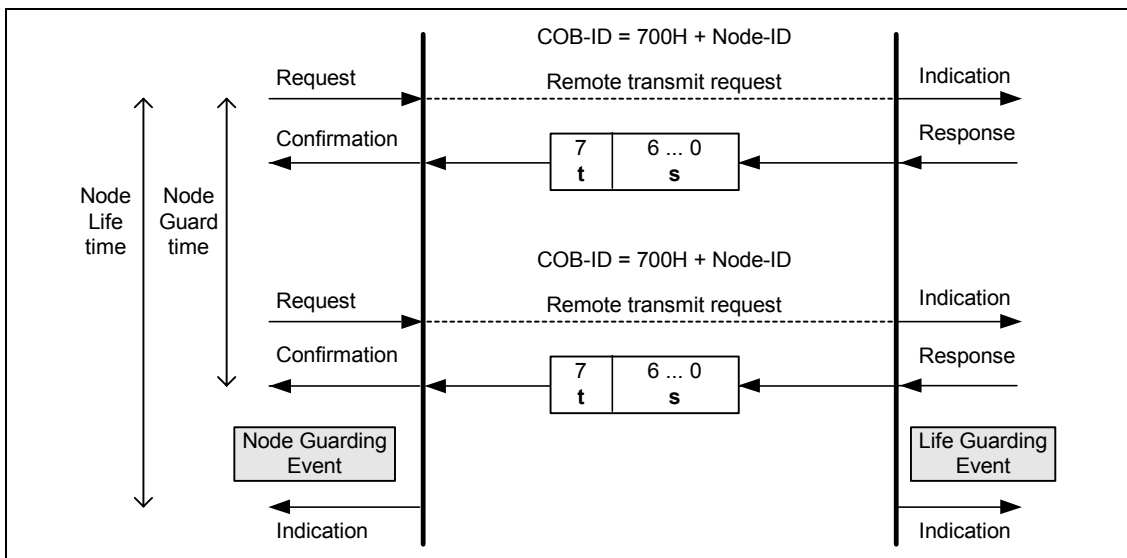 COB-ID = 700H + Node-ID
Request
Remote transmit request
Indication
Confirmation
7
6 ... 0
t
s
Response
Node
Life
time
Node
Guard
time
COB-ID = 700H + Node-ID
Request
Remote transmit request
Indication
Confirmation
7
6 ... 0
t
s
Response
Node Guarding
Event
Life Guarding
Event
Indication
Indication